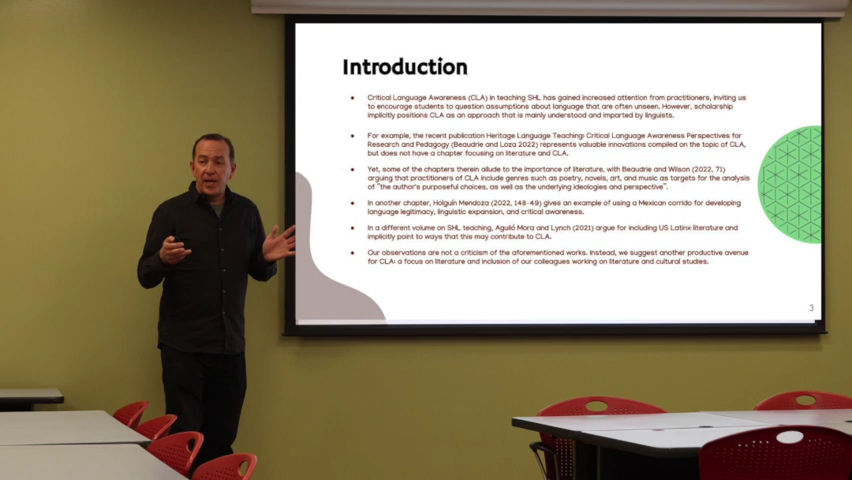 Introduction
• Critical Language Awareness (CLA) in teaching SHL has gained increased attention from practitioners, inviting us
to encourage students to question assumptions about language that are often unseen. However, scholarship
implicitly positions CLA as an approach that is mainly understood and imparted by linguists.
• For example, the recent publication Heritage Language Teaching: Critical Language Awareness Perspectives for
Research and Pedagogy (Beaudrie and Loza 2022) represents valuable innovations compiled on the topic of CLA,
but does not have a chapter focusing on literature and CLA.
• Yet, some of the chapters therein allude to the importance of literature, with Beaudrie and Wilson (2022, 71)
arguing that practitioners of CLA include genres such as poetry, novels, art, and music as targets for the analysis
of "the author's purposeful choices, as well as the underlying ideologies and perspective".
• In another chapter, Holguín Mendoza (2022, 148-49) gives an example of using a Mexican corrido for developing
language legitimacy, linguistic expansion, and critical awareness.
• In a different volume on SHL teaching, Aguiló Mora and Lynch (2021) argue for including US Latinx literature and
implicitly point to ways that this may contribute to CLA.
• Our observations are not a criticism of the aforementioned works. Instead, we suggest another productive avenue
for CLA: a focus on literature and inclusion of our colleagues working on literature and cultural studies.
3